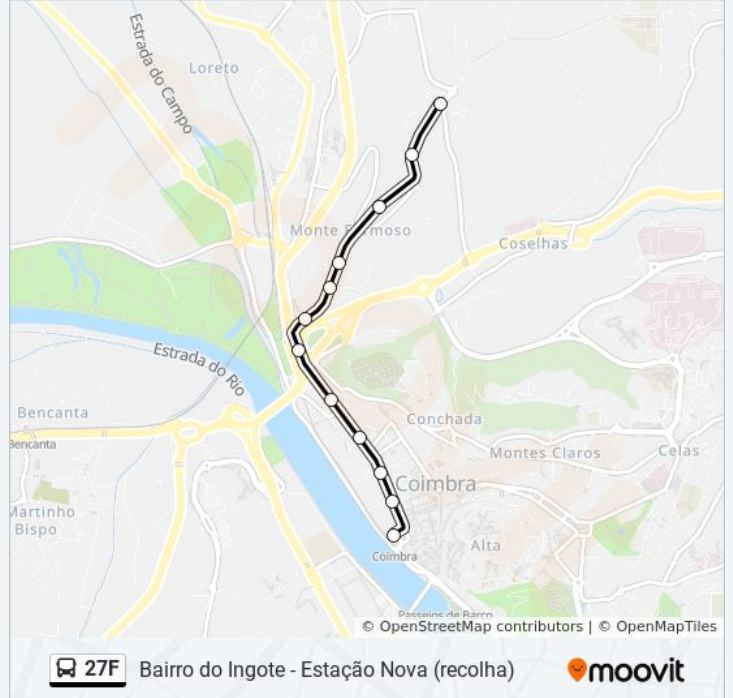 Estrada do Campo
Loreto
Monte Formoso
Coselhas
Estrada do Rio
Bencanta
Bencanta
Conchada
Montes Claros
Celas
Coimbra
Martinho
Bispo
Alta
Coimbra
Passeios de Barco
© OpenStreetMap contributors | © OpenMapTiles
27F Bairro do Ingote - Estação Nova (recolha) moovit